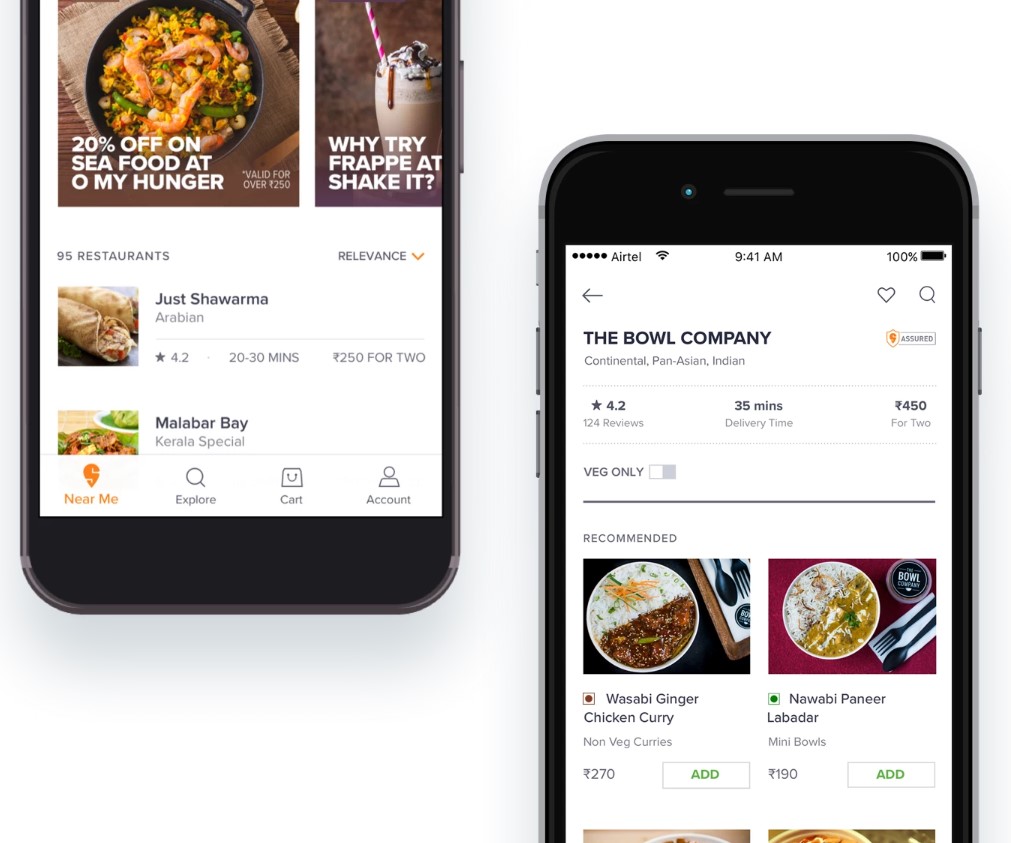 20% OFF ON
SEA FOOD AT
O MY HUNGER
*VALID FOR
OVER ₹250
WHY TRY
FRAPPE AT
SHAKE IT?
95 RESTAURANTS
RELEVANCE
Just Shawarma
Arabian
★ 4.2 · 20-30 MINS ₹250 FOR TWO
Malabar Bay
Kerala Special
Near Me
Explore
Cart
Account
Airtel 9:41 AM 100%
THE BOWL COMPANY
ASSURED
Continental, Pan-Asian, Indian
★ 4.2
124 Reviews
35 mins
Delivery Time
₹450
For Two
VEG ONLY
RECOMMENDED
THE
BOWL
COMPANY
Wasabi Ginger
Chicken Curry
Non Veg Curries
₹270 ADD
Nawabi Paneer
Labadar
Mini Bowls
₹190 ADD